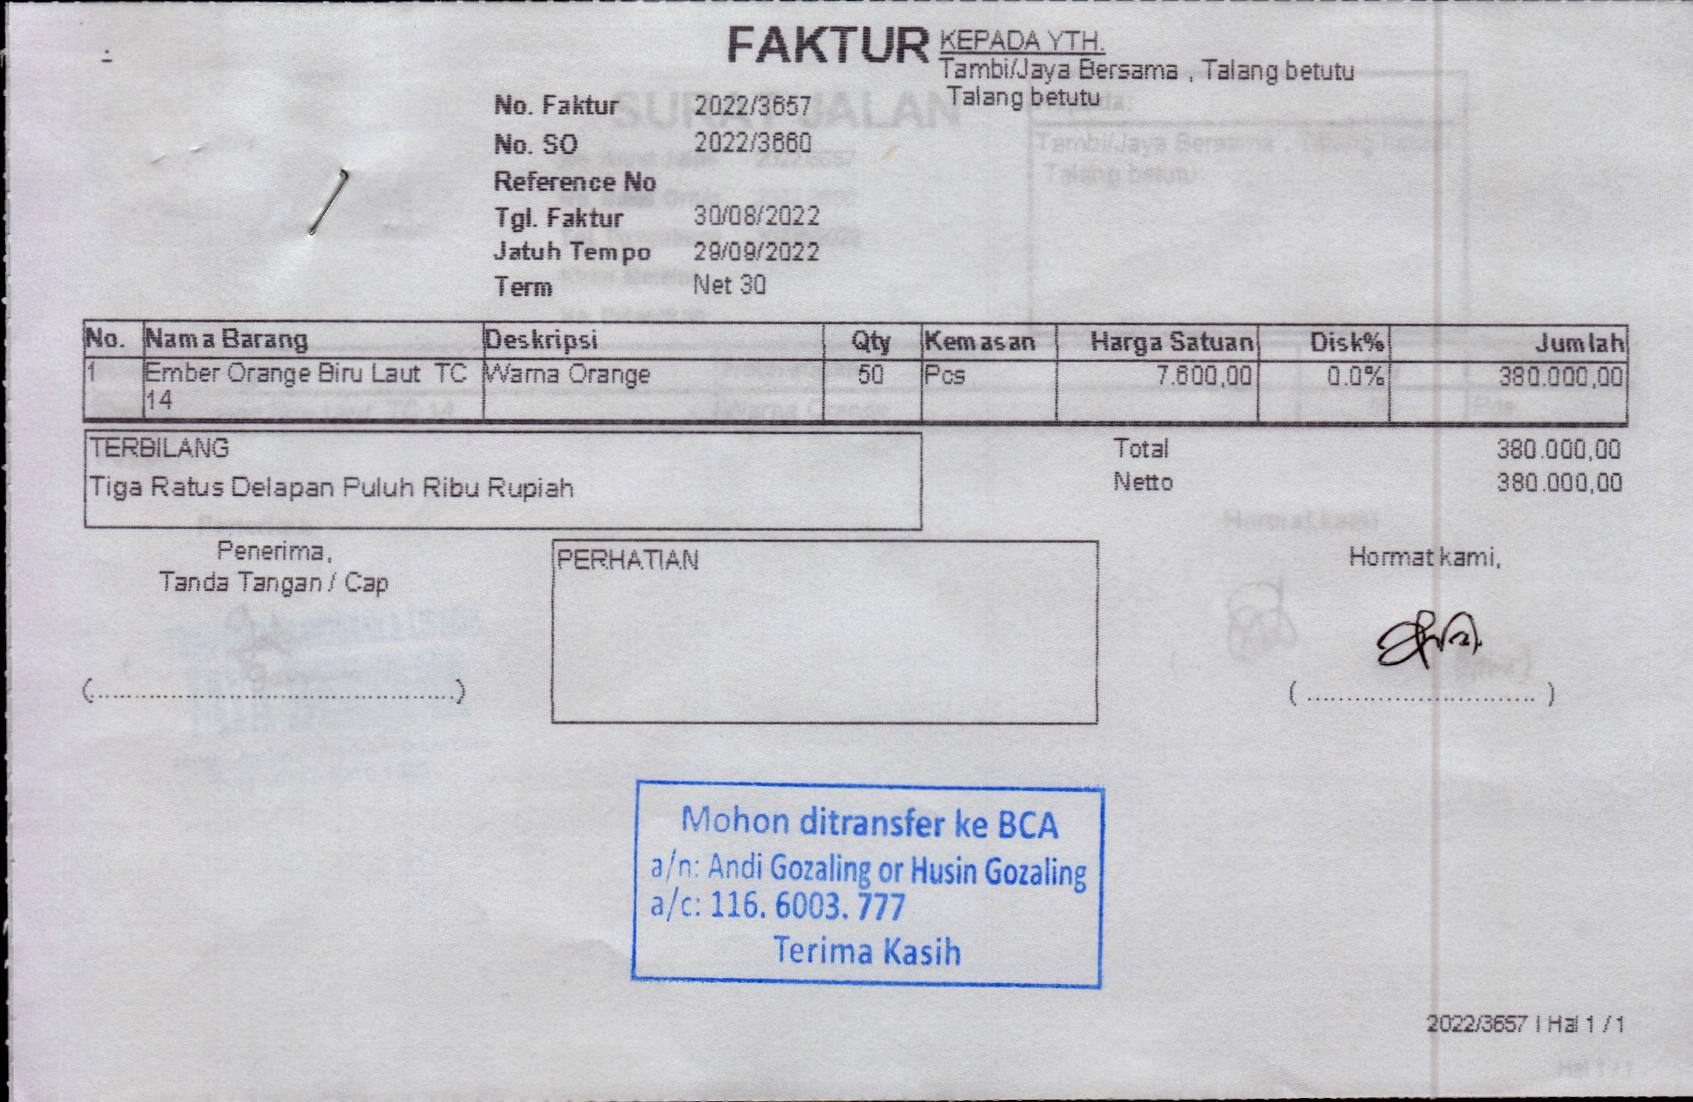 FAKTUR
KEPADA YTH.
Tambi/Jaya Bersama , Talang betutu
Talang betutu
No. Faktur 2022/3657
No. SO 2022/3660
Reference No
Tgl. Faktur 30/08/2022
Jatuh Tempo 29/09/2022
Term Net 30
No. Nama Barang Deskripsi Qty Kemasan Harga Satuan Disk% Jumlah
1 Ember Orange Biru Laut TC Warna Orange 50 Pcs 7.600,00 0.0% 380.000,00
14
TERBILANG
Tiga Ratus Delapan Puluh Ribu Rupiah
Total 380.000,00
Netto 380.000,00
Penerima,
Tanda Tangan / Cap
(..........................................................)
PERHATIAN
Hormat kami,
( .................................... )
Mohon ditransfer ke BCA
a/n: Andi Gozaling or Husin Gozaling
a/c: 116. 6003. 777
Terima Kasih
2022/3657 | Hal 1 / 1